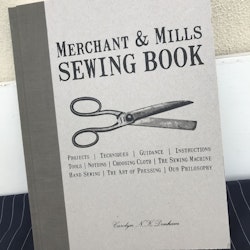 MERCHANT & MILLS
SEWING BOOK
PROJECTS | TECHNIQUES | GUIDANCE | INSTRUCTIONS
TOOLS | NOTIONS | CHOOSING CLOTH | THE SEWING MACHINE
HAND SEWING | THE ART OF PRESSING | OUR PHILOSOPHY
Carolyn N. K. Denham